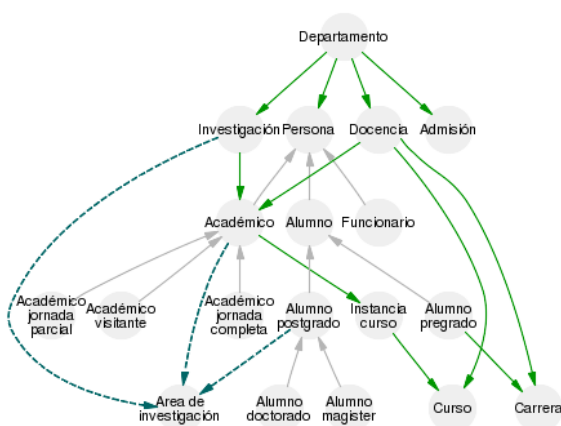 Departamento
Investigación
Persona
Docencia
Admisión
Académico
Alumno
Funcionario
Académico
jornada
parcial
Académico
visitante
Académico
jornada
completa
Alumno
postgrado
Instancia
curso
Alumno
pregrado
Area de
investigación
Alumno
doctorado
Alumno
magister
Curso
Carrera